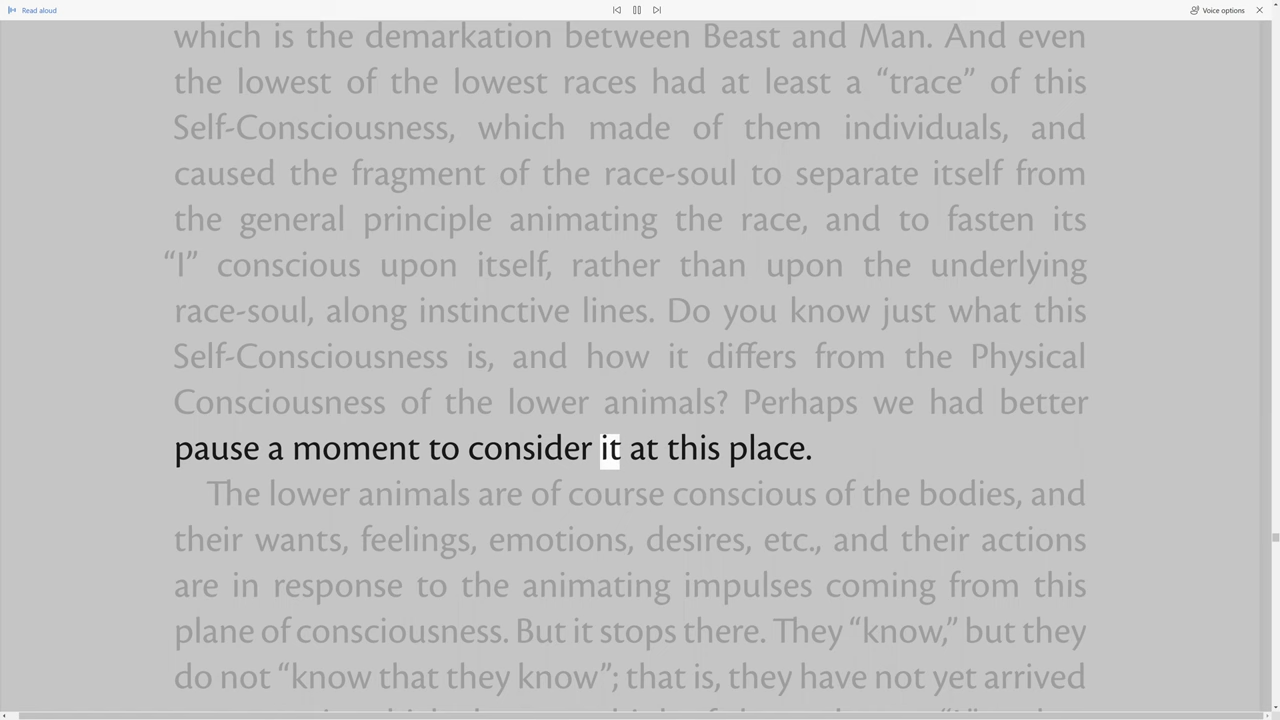 Read aloud
Voice options
which is the demarkation between Beast and Man. And even
the lowest of the lowest races had at least a “trace” of this
Self-Consciousness, which made of them individuals, and
caused the fragment of the race-soul to separate itself from
the general principle animating the race, and to fasten its
“I” conscious upon itself, rather than upon the underlying
race-soul, along instinctive lines. Do you know just what this
Self-Consciousness is, and how it differs from the Physical
Consciousness of the lower animals? Perhaps we had better
pause a moment to consider it at this place.
The lower animals are of course conscious of the bodies, and
their wants, feelings, emotions, desires, etc., and their actions
are in response to the animating impulses coming from this
plane of consciousness. But it stops there. They “know,” but they
do not “know that they know”; that is, they have not yet arrived